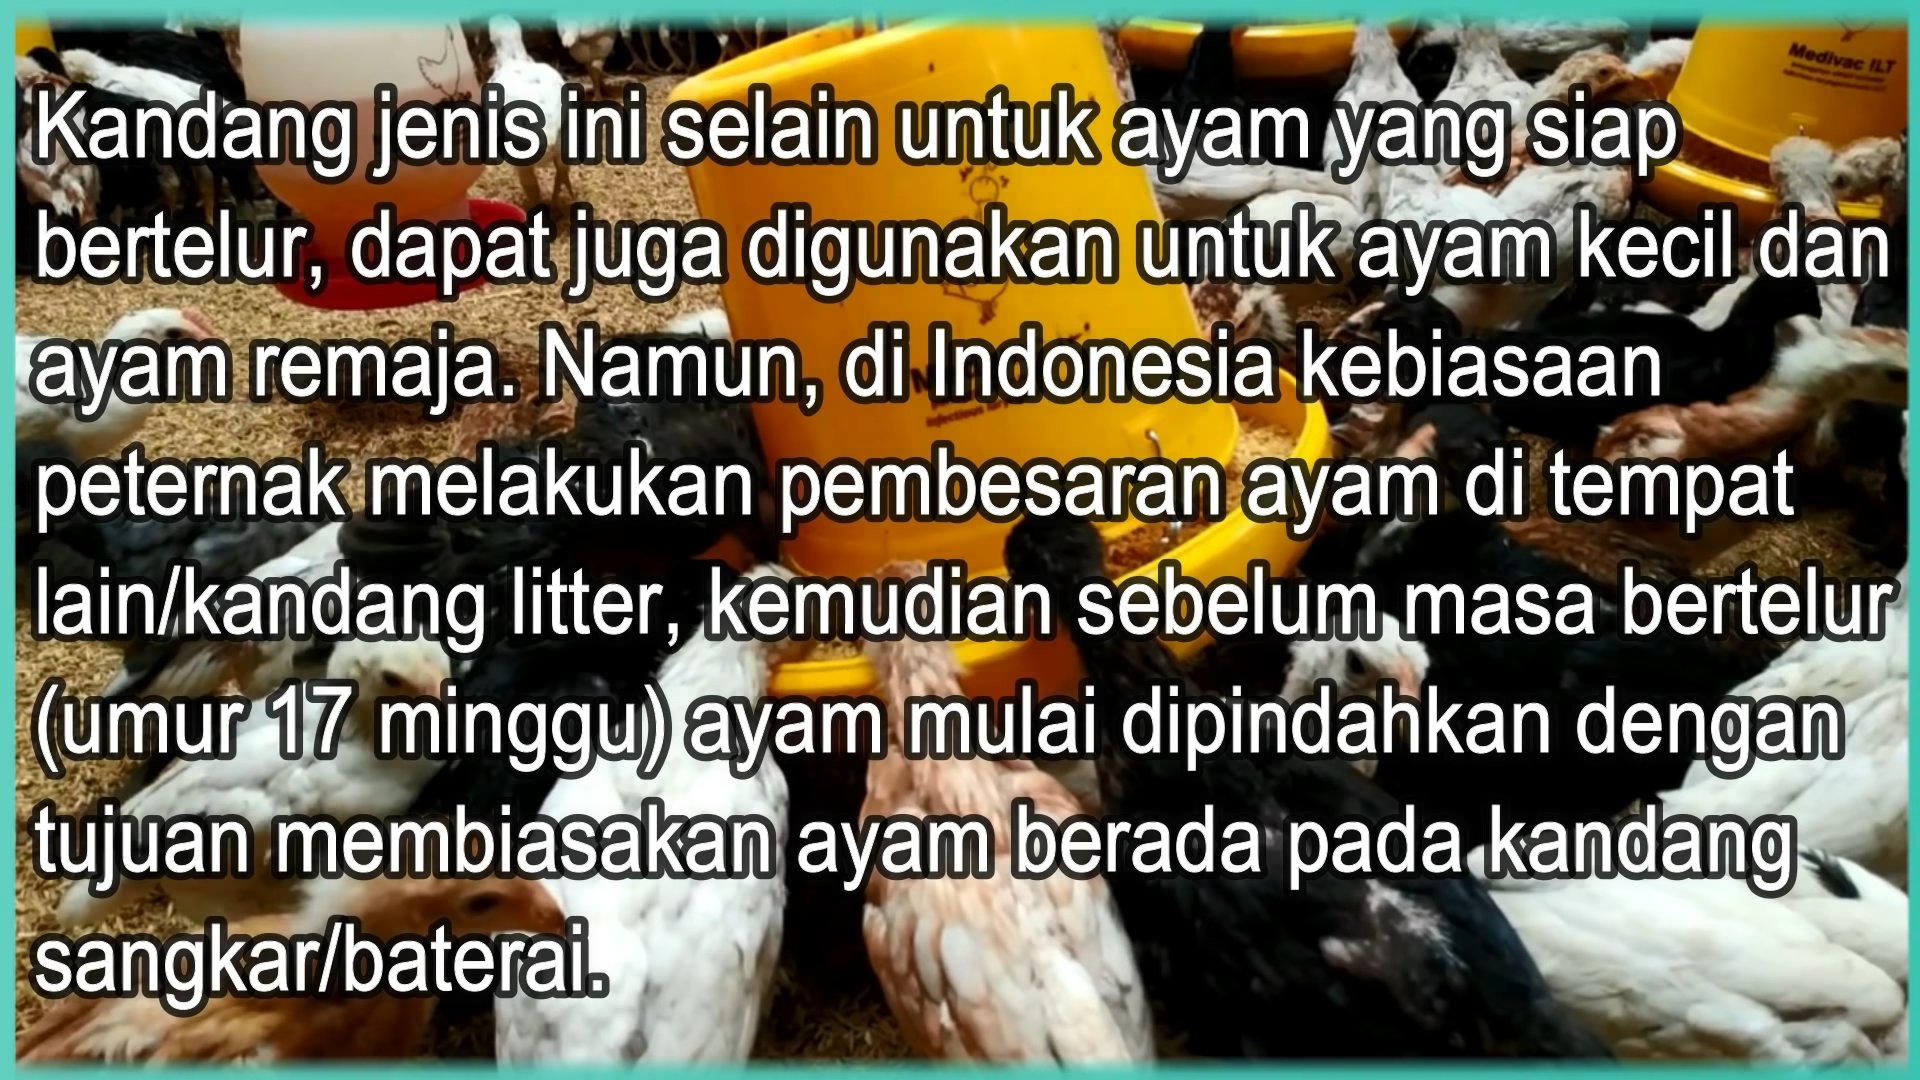 Kandang jenis ini selain untuk ayam yang siap
bertelur, dapat juga digunakan untuk ayam kecil dan
ayam remaja. Namun, di Indonesia kebiasaan
peternak melakukan pembesaran ayam di tempat
lain/kandang litter, kemudian sebelum masa bertelur
(umur 17 minggu) ayam mulai dipindahkan dengan
tujuan membiasakan ayam berada pada kandang
sangkar/baterai.
Medivac ILT